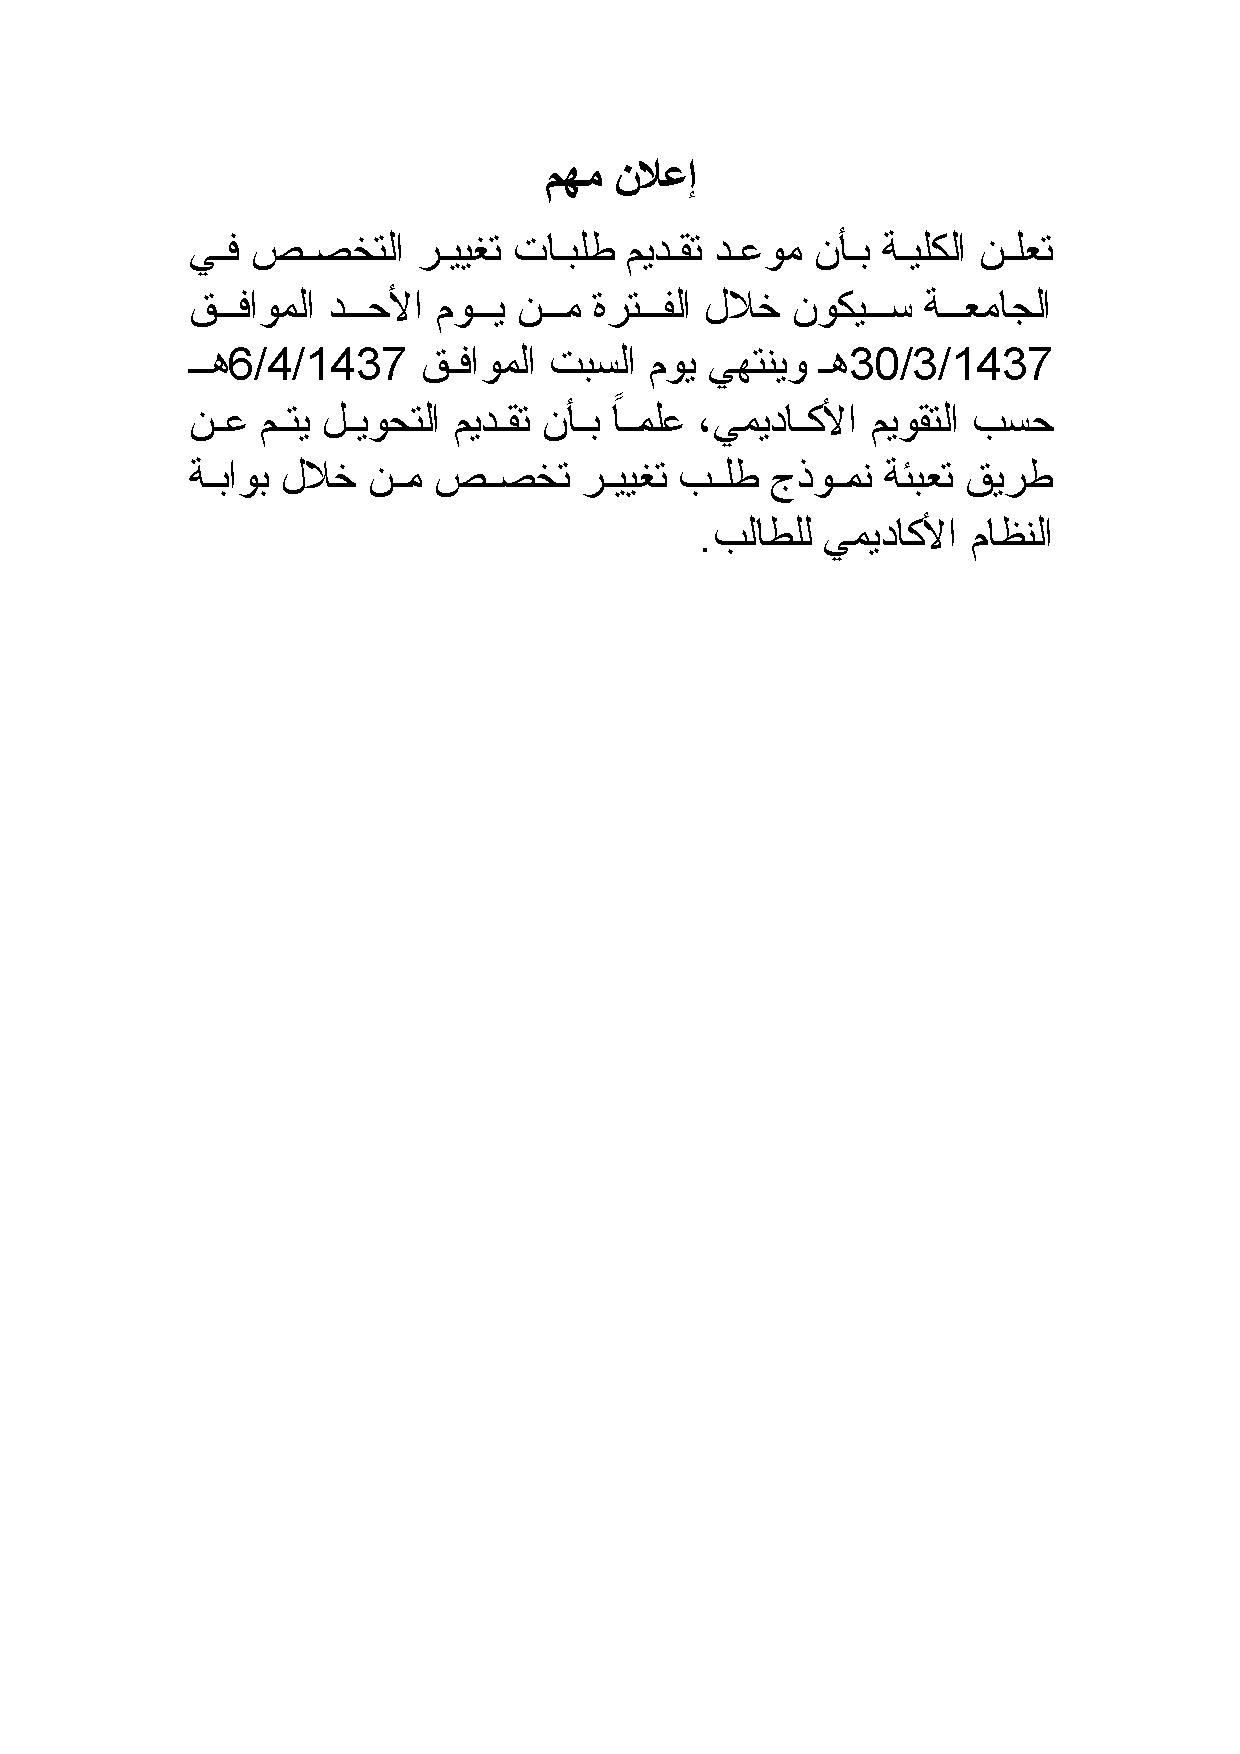 إعلان مهم
تعلن الكلية بأن موعد تقديم طلبات تغيير التخصص في
الجامعة سيكون خلال الفترة من يوم الأحد الموافق
30/3/1437هـ وينتهي يوم السبت الموافق 6/4/1437هـ
حسب التقويم الأكاديمي، علماً بأن تقديم التحويل يتم عن
طريق تعبئة نموذج طلب تغيير تخصص من خلال بوابة
النظام الأكاديمي للطالب.